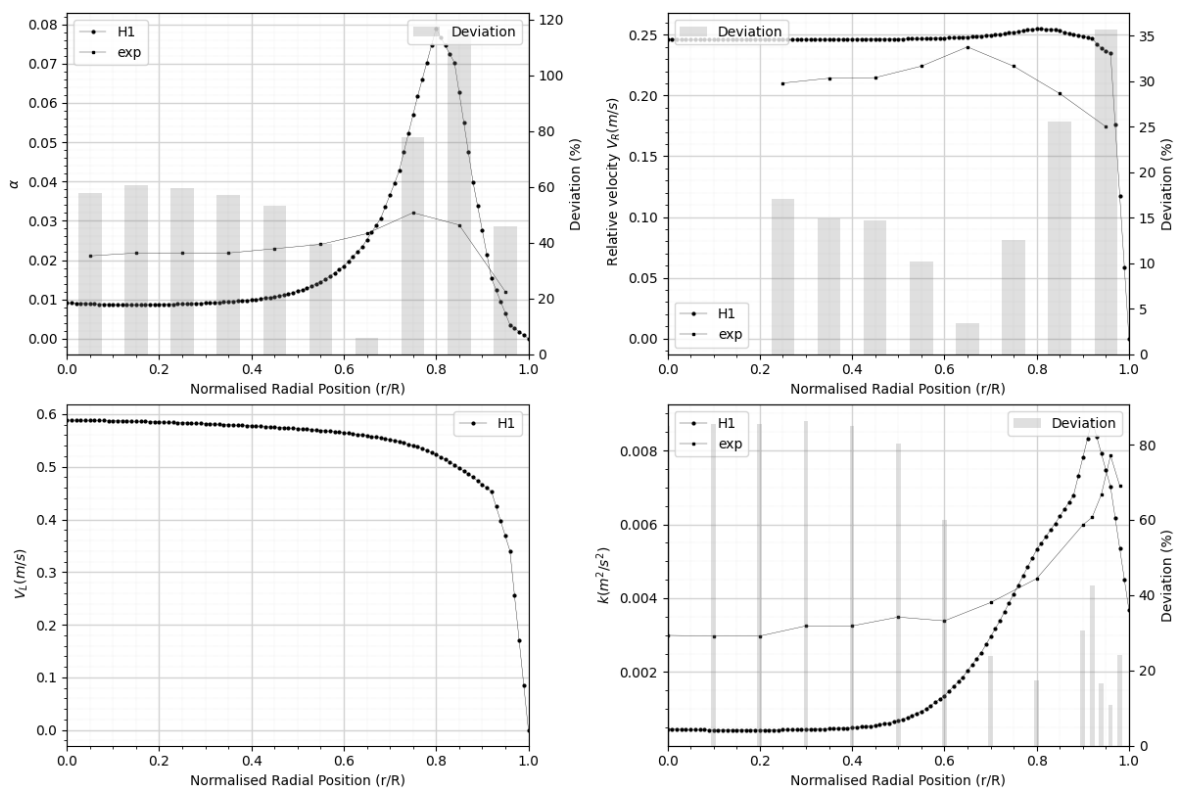 H1
exp
Deviation
α
Deviation (%)
0.08
0.07
0.06
0.05
0.04
0.03
0.02
0.01
0.00
120
100
80
60
40
20
0
0.0 0.2 0.4 0.6 0.8 1.0
Normalised Radial Position (r/R)
Deviation
H1
exp
Relative velocity V_R(m/s)
Deviation (%)
0.25
0.20
0.15
0.10
0.05
0.00
35
30
25
20
15
10
5
0
0.0 0.2 0.4 0.6 0.8 1.0
Normalised Radial Position (r/R)
H1
V_L(m/s)
0.6
0.5
0.4
0.3
0.2
0.1
0.0
0.0 0.2 0.4 0.6 0.8 1.0
Normalised Radial Position (r/R)
H1
exp
Deviation
k(m²/s²)
Deviation (%)
0.008
0.006
0.004
0.002
80
60
40
20
0
0.0 0.2 0.4 0.6 0.8 1.0
Normalised Radial Position (r/R)